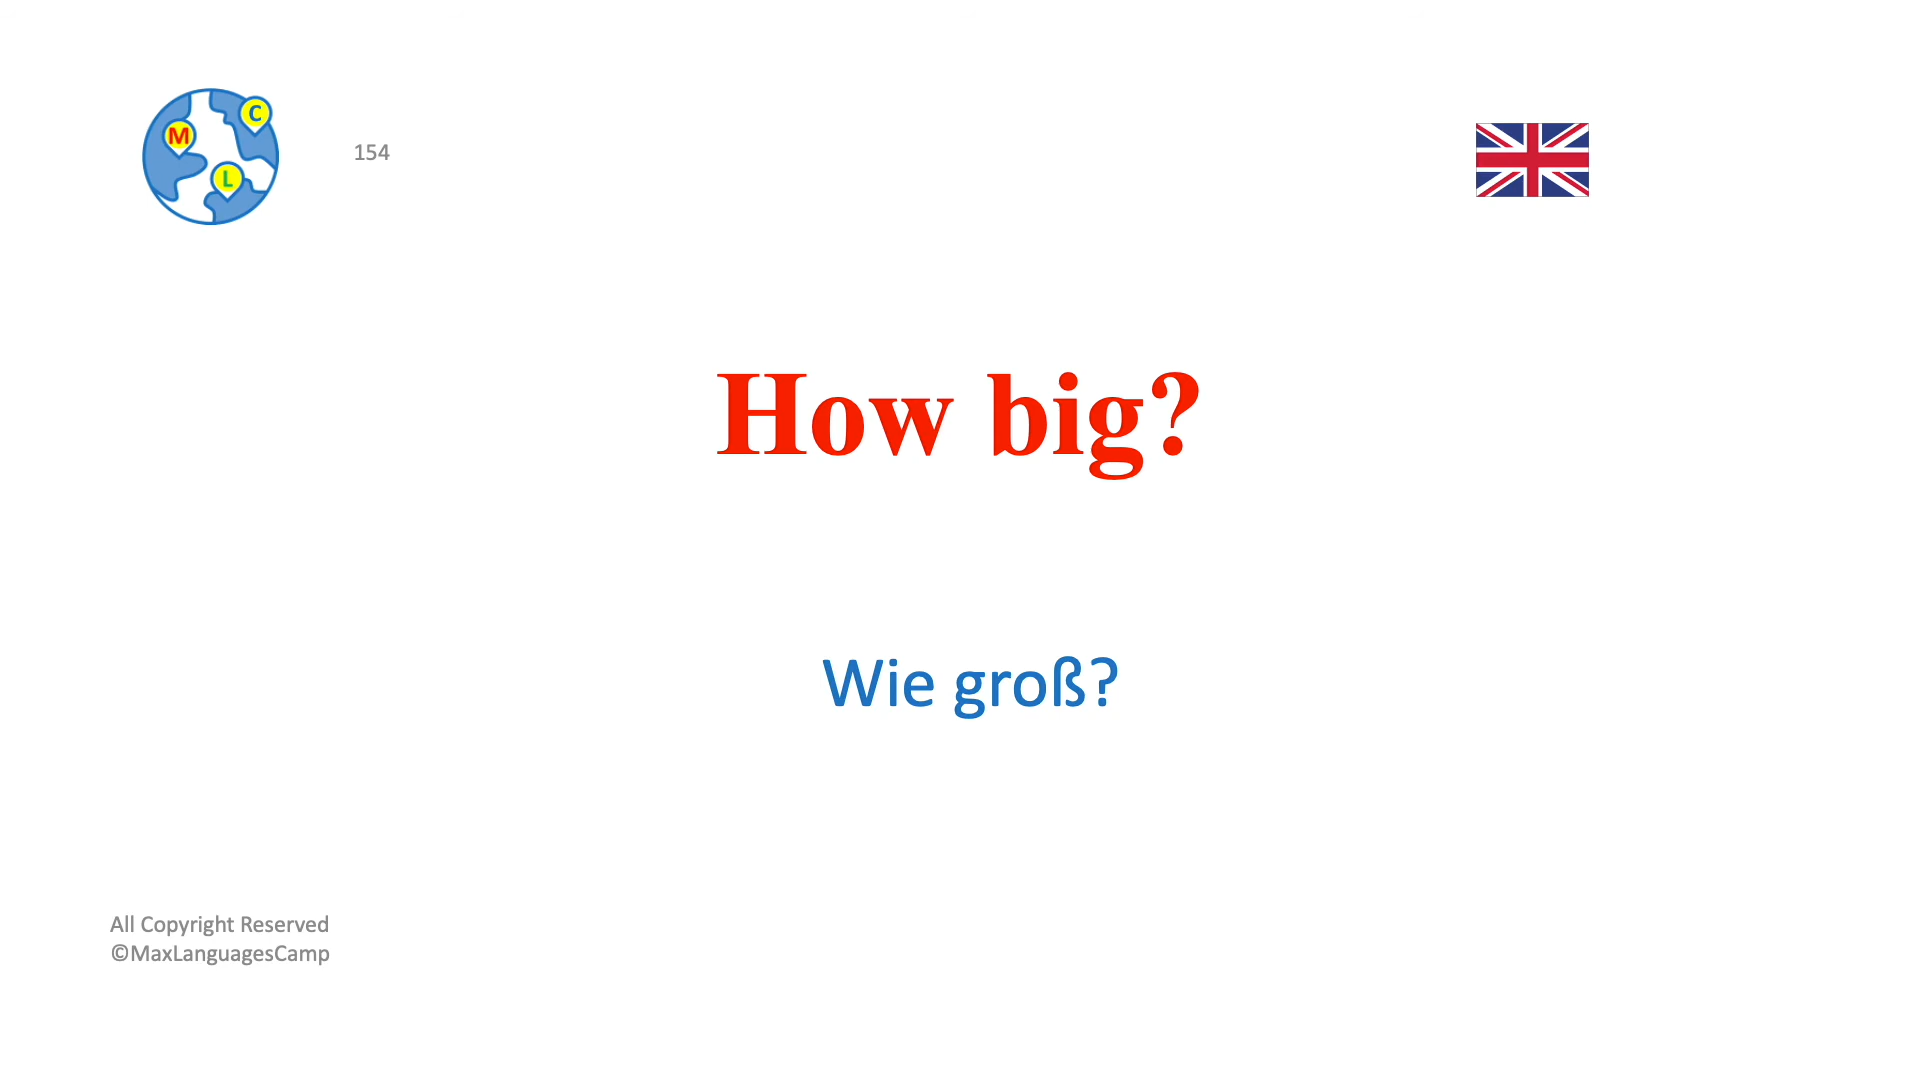 M
C
L
154
How big?
Wie groß?
All Copyright Reserved
©MaxLanguagesCamp